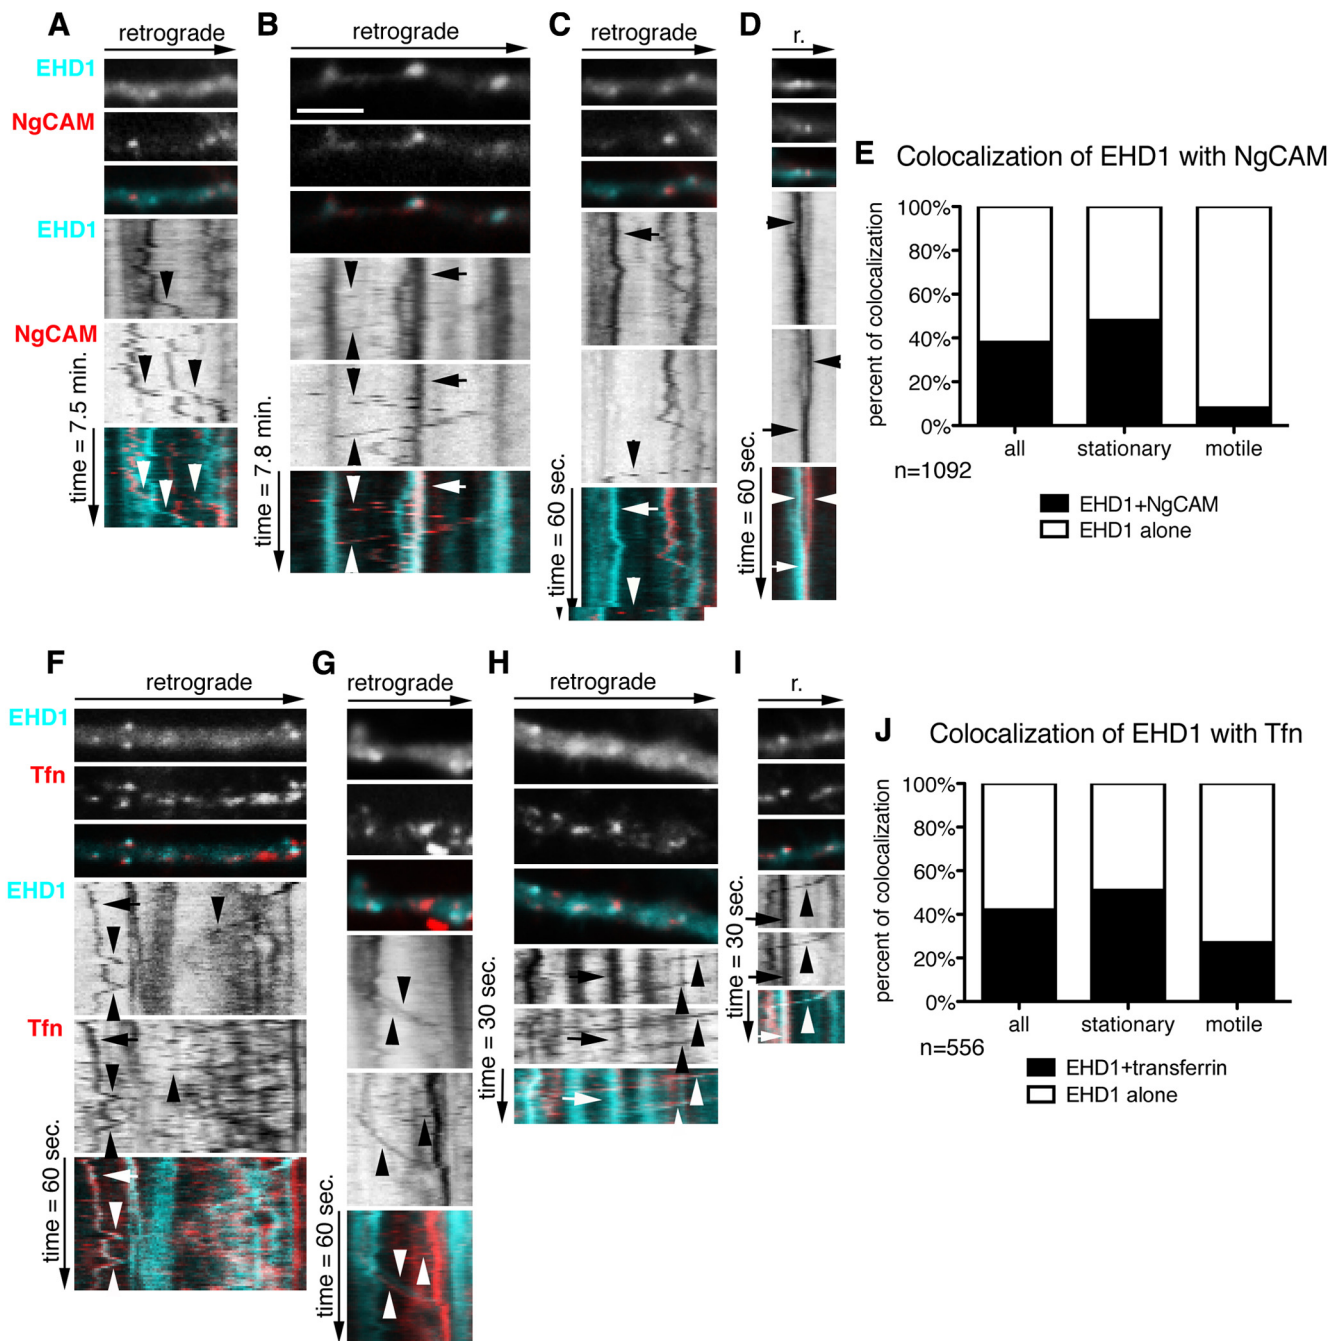 A
retrograde
EHD1
NgCAM
EHD1
NgCAM
time = 7.5 min.
B
retrograde
time = 7.8 min.
C
retrograde
time = 60 sec.
D
r.
time = 60 sec.
E
Colocalization of EHD1 with NgCAM
percent of colocalization
100%
80%
60%
40%
20%
0%
all
stationary
motile
n=1092
EHD1+NgCAM
EHD1 alone
F
retrograde
EHD1
Tfn
EHD1
Tfn
time = 60 sec.
G
retrograde
time = 60 sec.
H
retrograde
time = 30 sec.
I
r.
time = 30 sec.
J
Colocalization of EHD1 with Tfn
percent of colocalization
100%
80%
60%
40%
20%
0%
all
stationary
motile
n=556
EHD1+transferrin
EHD1 alone